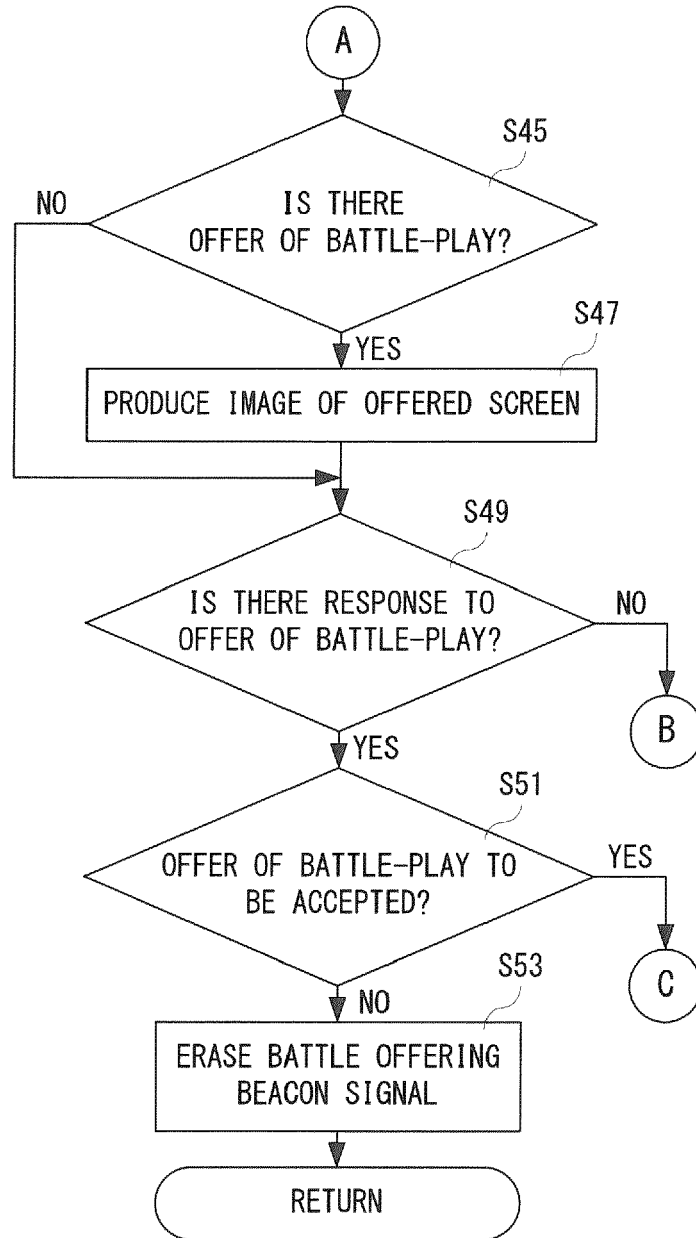 A
S45
NO
IS THERE
OFFER OF BATTLE-PLAY?
S47
YES
PRODUCE IMAGE OF OFFERED SCREEN
S49
IS THERE RESPONSE TO
OFFER OF BATTLE-PLAY?
NO
B
YES
S51
OFFER OF BATTLE-PLAY TO
BE ACCEPTED?
YES
C
NO
S53
ERASE BATTLE OFFERING
BEACON SIGNAL
RETURN